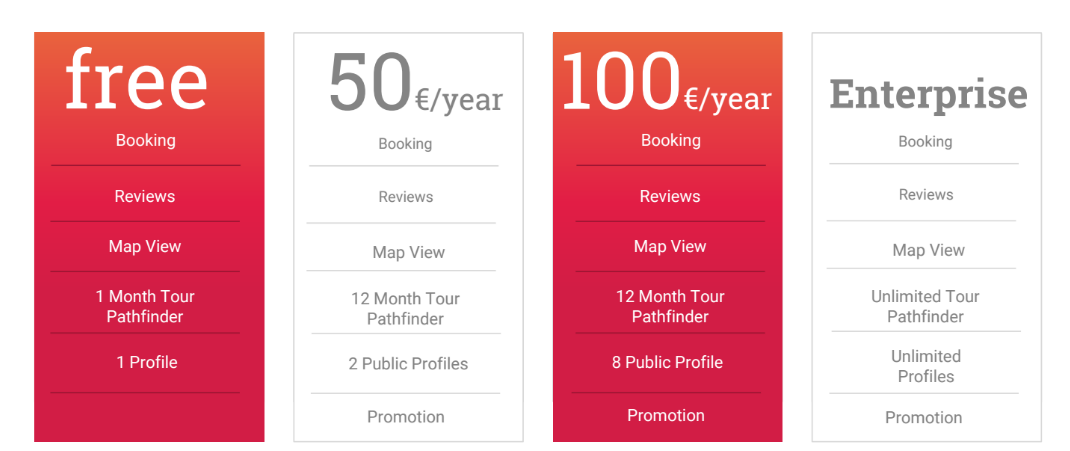 free
Booking
Reviews
Map View
1 Month Tour
Pathfinder
1 Profile
50€/year
Booking
Reviews
Map View
12 Month Tour
Pathfinder
2 Public Profiles
Promotion
100€/year
Booking
Reviews
Map View
12 Month Tour
Pathfinder
8 Public Profile
Promotion
Enterprise
Booking
Reviews
Map View
Unlimited Tour
Pathfinder
Unlimited
Profiles
Promotion